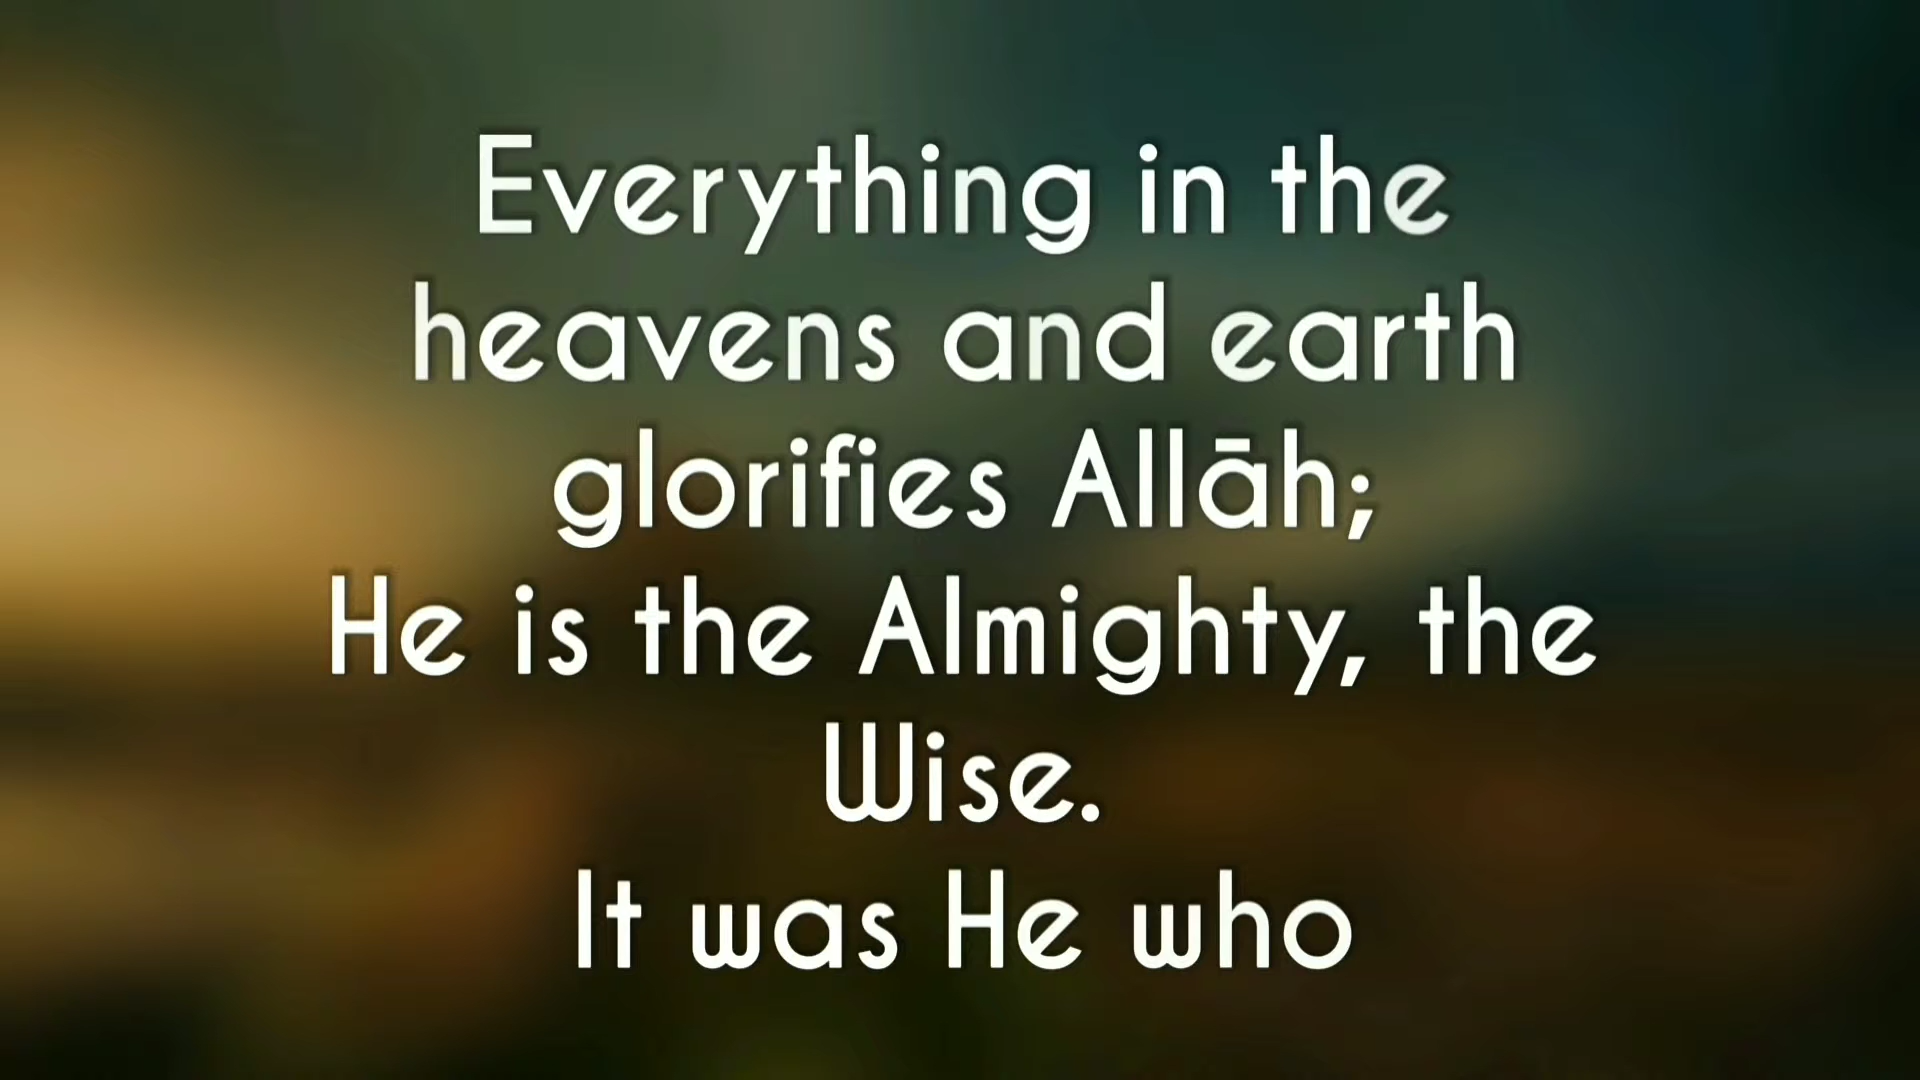 Everything in the
heavens and earth
glorifies Allāh;
He is the Almighty, the
Wise.
It was He who